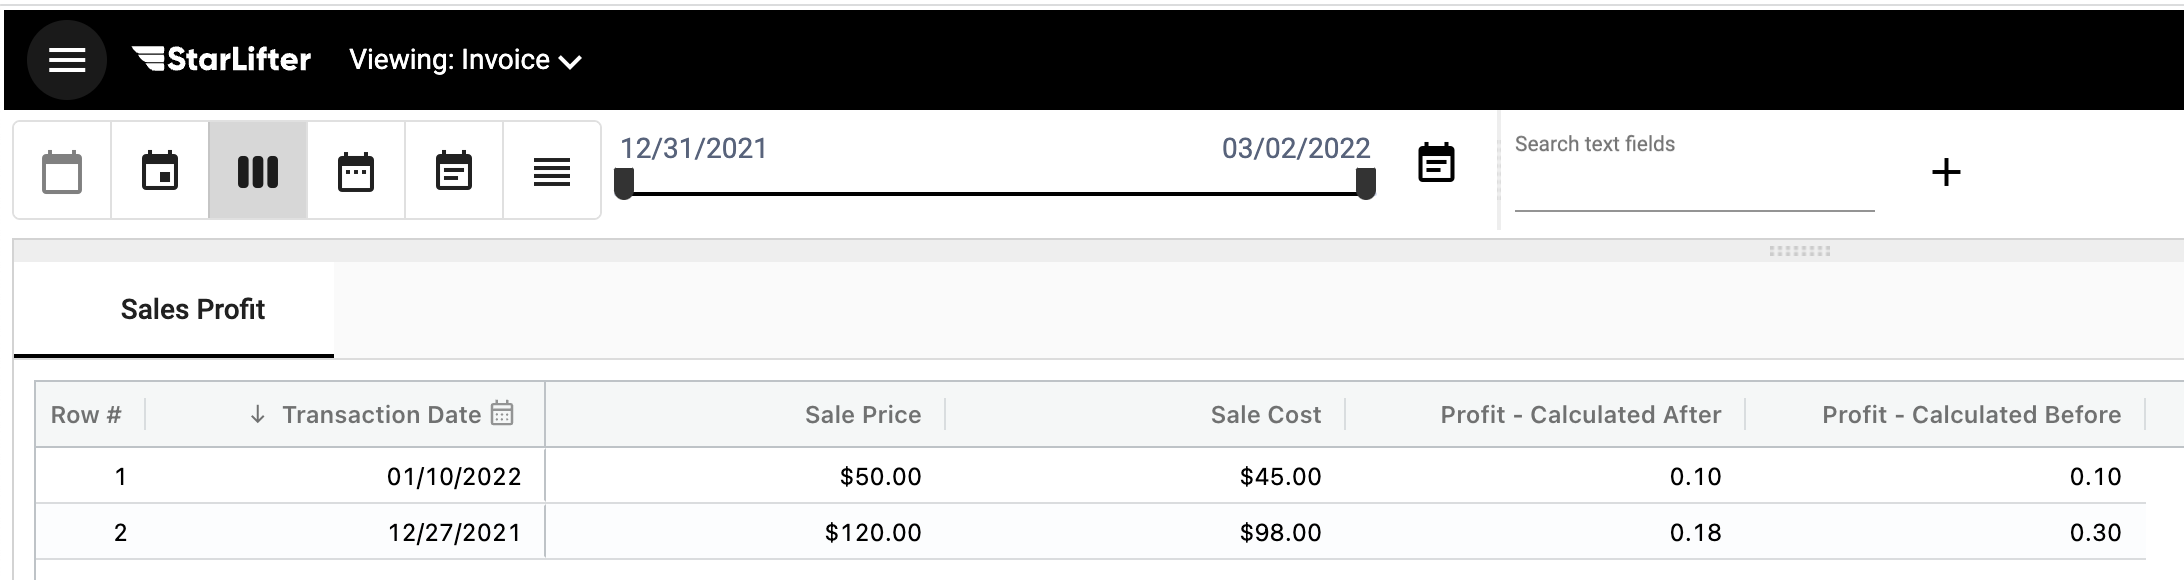 StarLifter Viewing: Invoice
12/31/2021 03/02/2022 Search text fields
Sales Profit
Row # Transaction Date Sale Price Sale Cost Profit - Calculated After Profit - Calculated Before
1 01/10/2022 $50.00 $45.00 0.10 0.10
2 12/27/2021 $120.00 $98.00 0.18 0.30